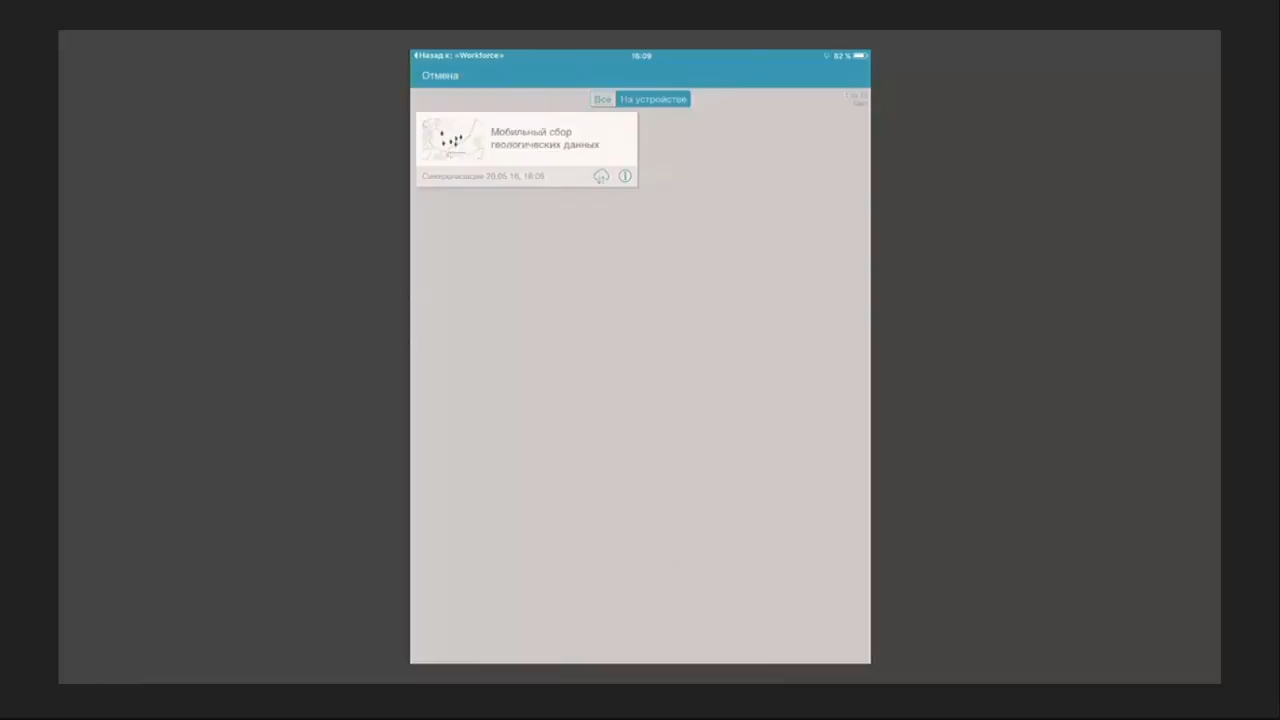 Назад к: «Workforce»
16:09
82 %
Отмена
Все
На устройстве
Мобильный сбор
геологических данных
Синхронизация 20.05.16, 16:05